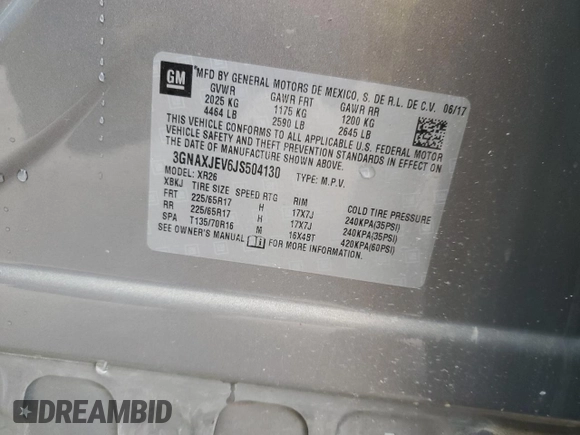 GM
MFD BY GENERAL MOTORS DE MEXICO, S. DE R.L. DE C.V. 06/17
GVWR GAWR FRT GAWR RR
2025 KG 1175 KG 1200 KG
4464 LB 2590 LB 2645 LB
THIS VEHICLE CONFORMS TO ALL APPLICABLE U.S. FEDERAL MOTOR
VEHICLE SAFETY AND THEFT PREVENTION STANDARDS IN EFFECT ON
THE DATE OF MANUFACTURE SHOWN ABOVE.
3GNAXJEV6JS504130 TYPE: M.P.V.
MODEL: XR26
XBKJ TIRE SIZE SPEED RTG RIM COLD TIRE PRESSURE
FRT 225/65R17 H 17X7J 240KPA(35PSI)
RR 225/65R17 H 17X7J 240KPA(35PSI)
SPA T135/70R16 M 16X4BT 420KPA(60PSI)
SEE OWNER'S MANUAL FOR MORE INFORMATION.
DREAMBID